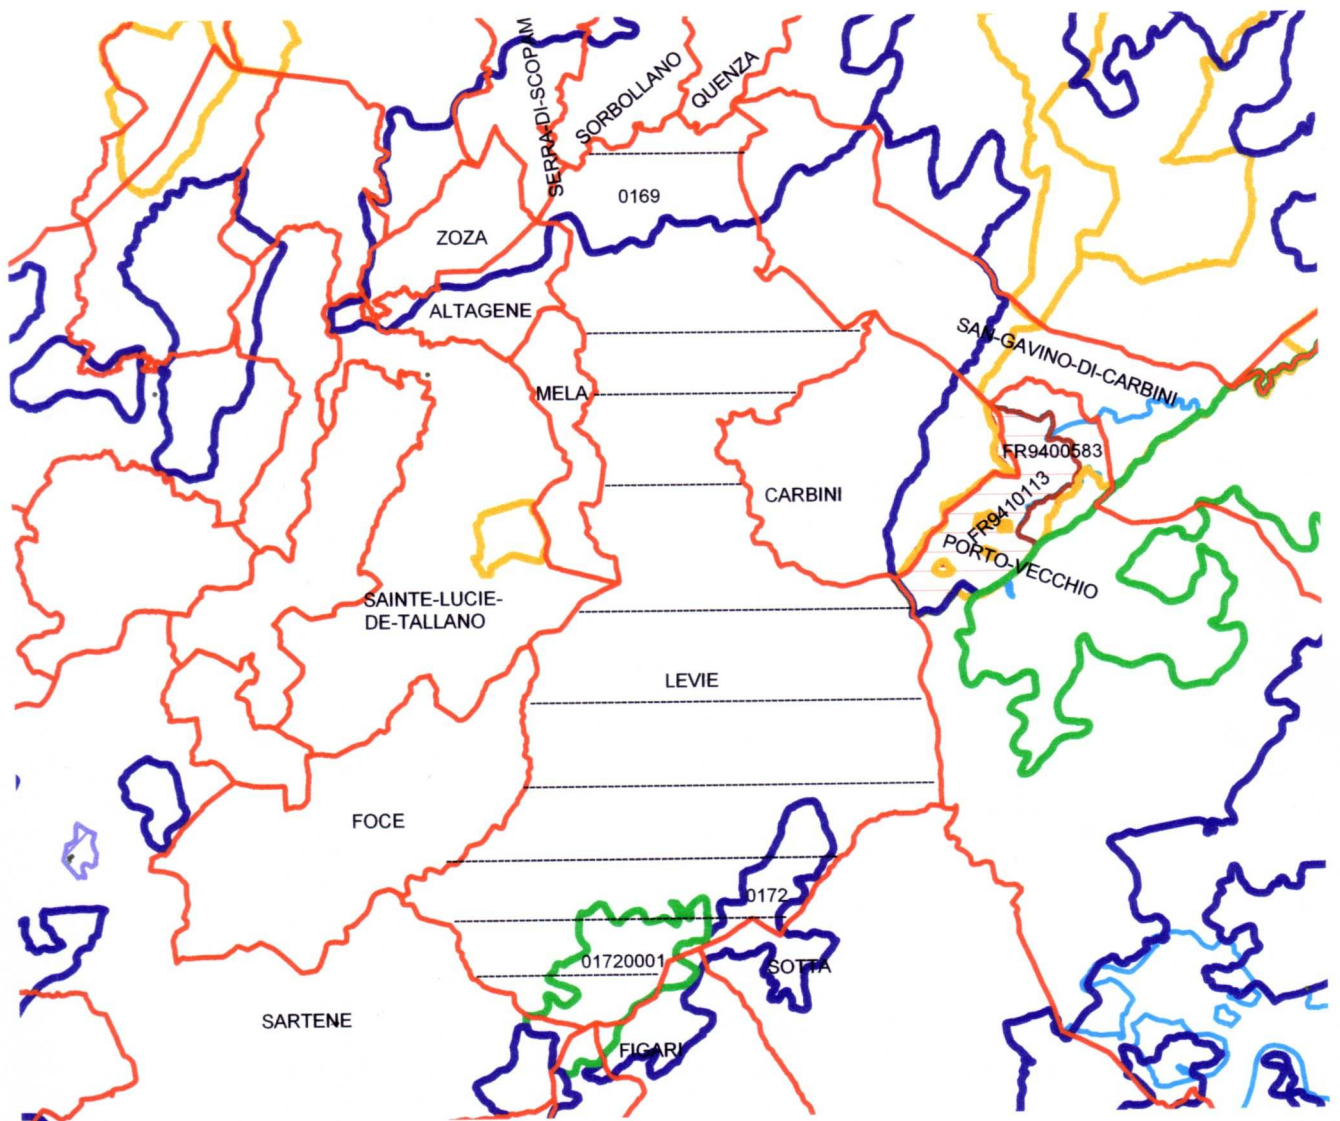 SERRA-DI-SCOPAM
SORBOLLANO
QUENZA
0169
ZOZA
ALTAGENE
SAN-GAVINO-DI-CARBINI
MELA
FR9400583
CARBINI
FR9410113
PORTO-VECCHIO
SAINTE-LUCIE-
DE-TALLANO
LEVIE
FOCE
0172
01720001
SOTTA
SARTENE
FIGARI